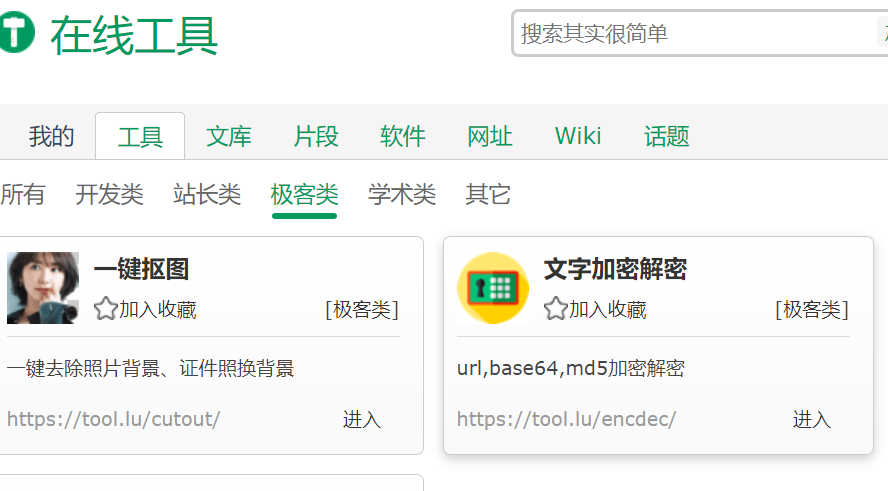 在线工具
搜索其实很简单
我的 工具 文库 片段 软件 网址 Wiki 话题
所有 开发类 站长类 极客类 学术类 其它
一键抠图
加入收藏 [极客类]
一键去除照片背景、证件照换背景
https://tool.lu/cutout/ 进入
文字加密解密
加入收藏 [极客类]
url,base64,md5加密解密
https://tool.lu/encdec/ 进入